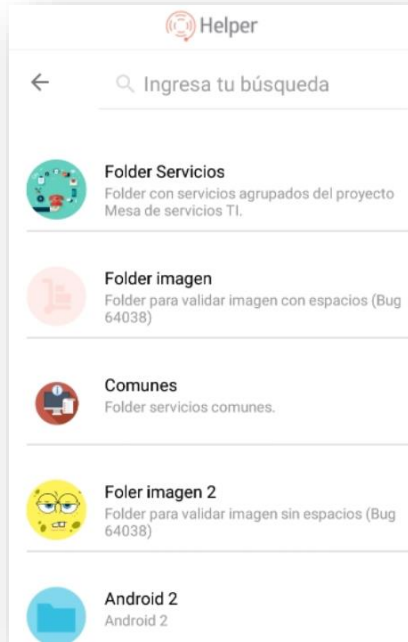 Helper
Ingresa tu búsqueda
Folder Servicios
Folder con servicios agrupados del proyecto
Mesa de servicios TI.
Folder imagen
Folder para validar imagen con espacios (Bug
64038)
Comunes
Folder servicios comunes.
Foler imagen 2
Folder para validar imagen sin espacios (Bug
64038)
Android 2
Android 2